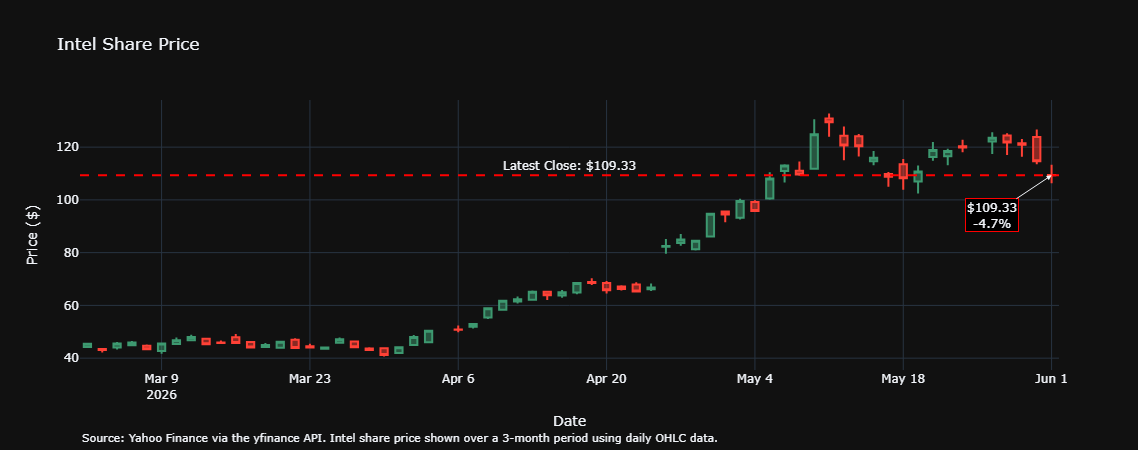 Intel Share Price
120
100
80
60
40
Price ($)
Latest Close: $109.33
$109.33
-4.7%
Mar 9
2026
Mar 23
Apr 6
Apr 20
May 4
May 18
Jun 1
Date
Source: Yahoo Finance via the yfinance API. Intel share price shown over a 3-month period using daily OHLC data.